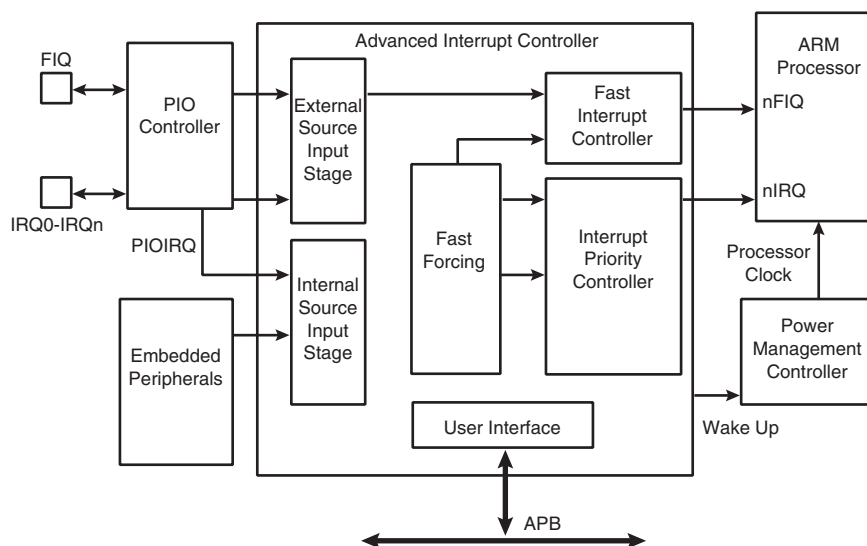 Advanced Interrupt Controller
FIQ
PIO
Controller
IRQ0-IRQn
PIOIRQ
Embedded
Peripherals
External
Source
Input
Stage
Internal
Source
Input
Stage
Fast
Forcing
Fast
Interrupt
Controller
Interrupt
Priority
Controller
User Interface
APB
ARM
Processor
nFIQ
nIRQ
Processor
Clock
Power
Management
Controller
Wake Up